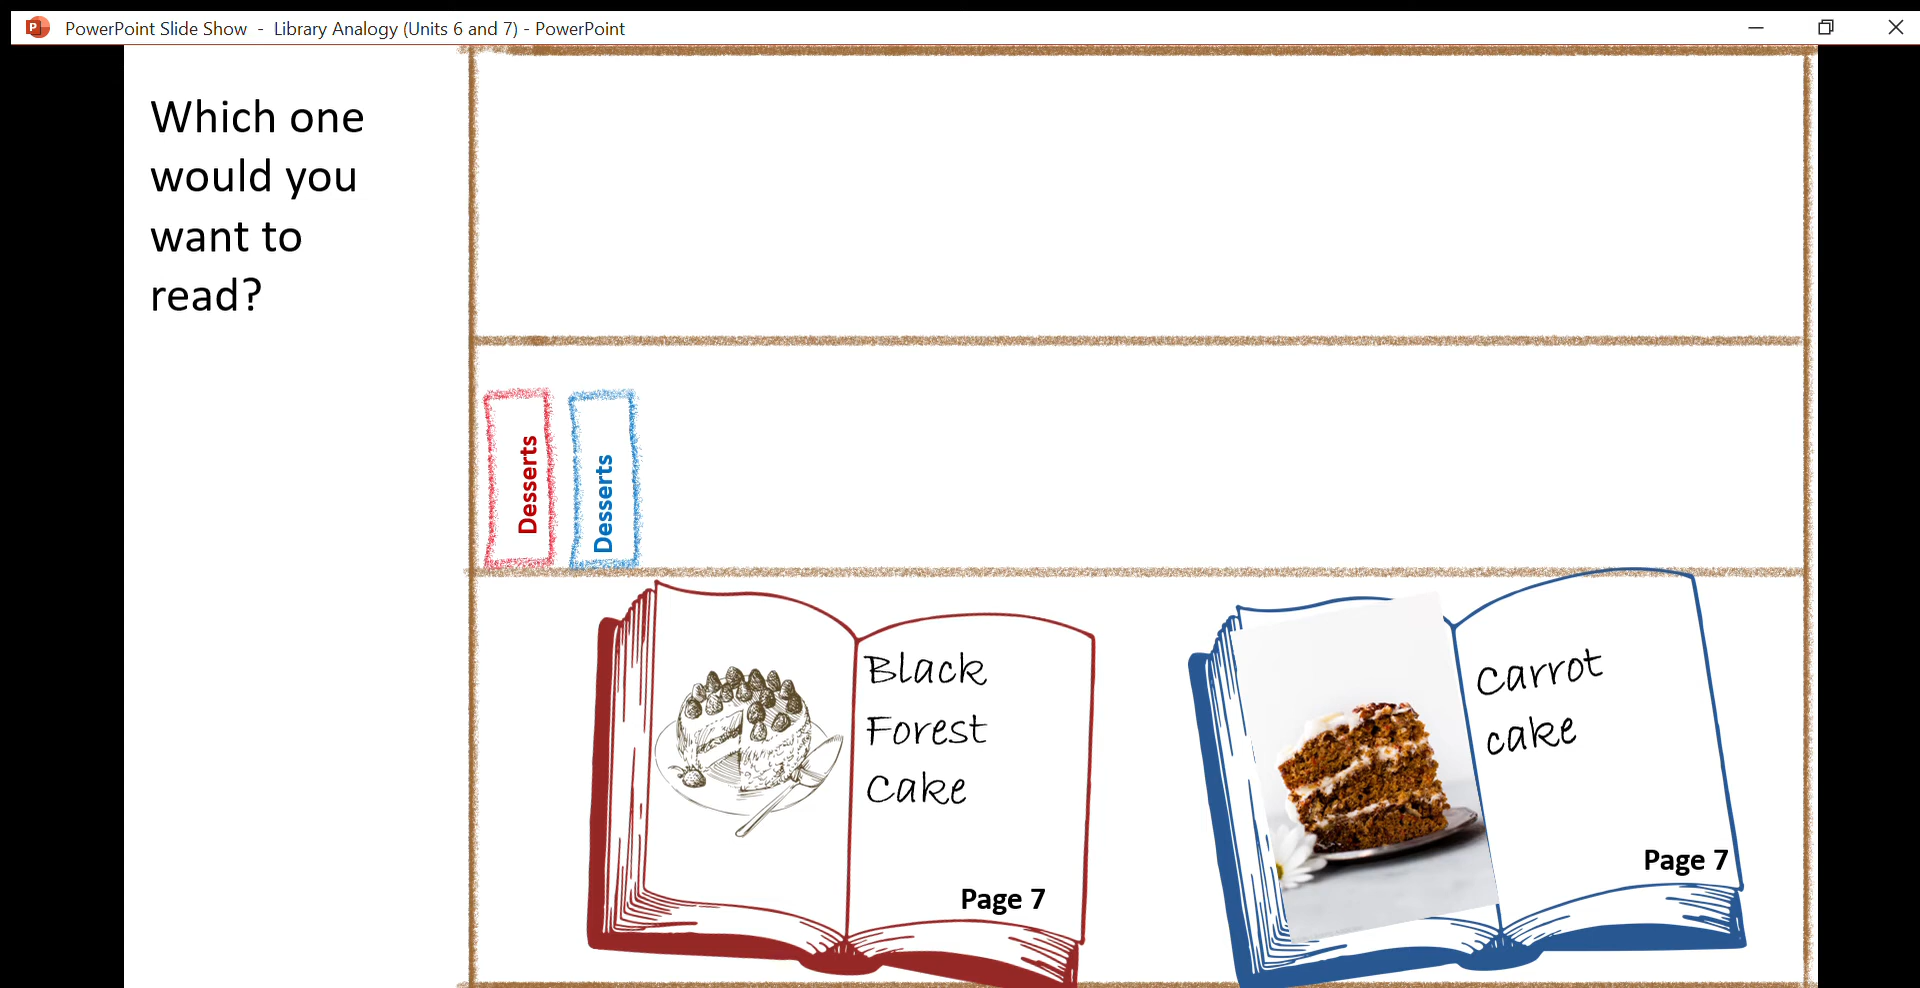 PowerPoint Slide Show - Library Analogy (Units 6 and 7) - PowerPoint
Which one
would you
want to
read?
Desserts
Desserts
Black
Forest
Cake
Page 7
Carrot
cake
Page 7